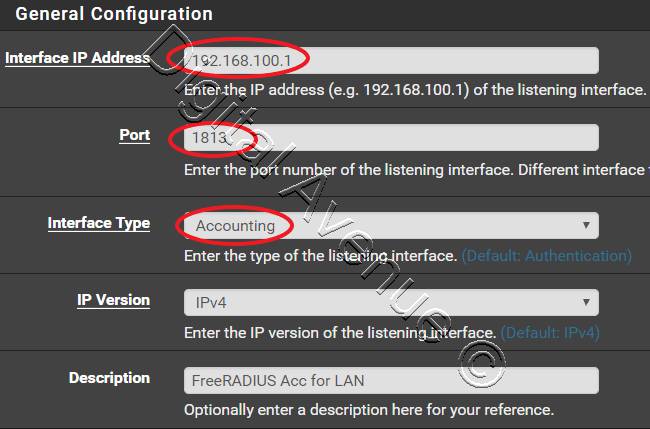 General Configuration
Interface IP Address 192.168.100.1
Enter the IP address (e.g. 192.168.100.1) of the listening interface.
Port 1813
Enter the port number of the listening interface. Different interface
Interface Type Accounting
Enter the type of the listening interface. (Default: Authentication)
IP Version IPv4
Enter the IP version of the listening interface. (Default: IPv4)
Description FreeRADIUS Acc for LAN
Optionally enter a description here for your reference.
Digital Avenue ©